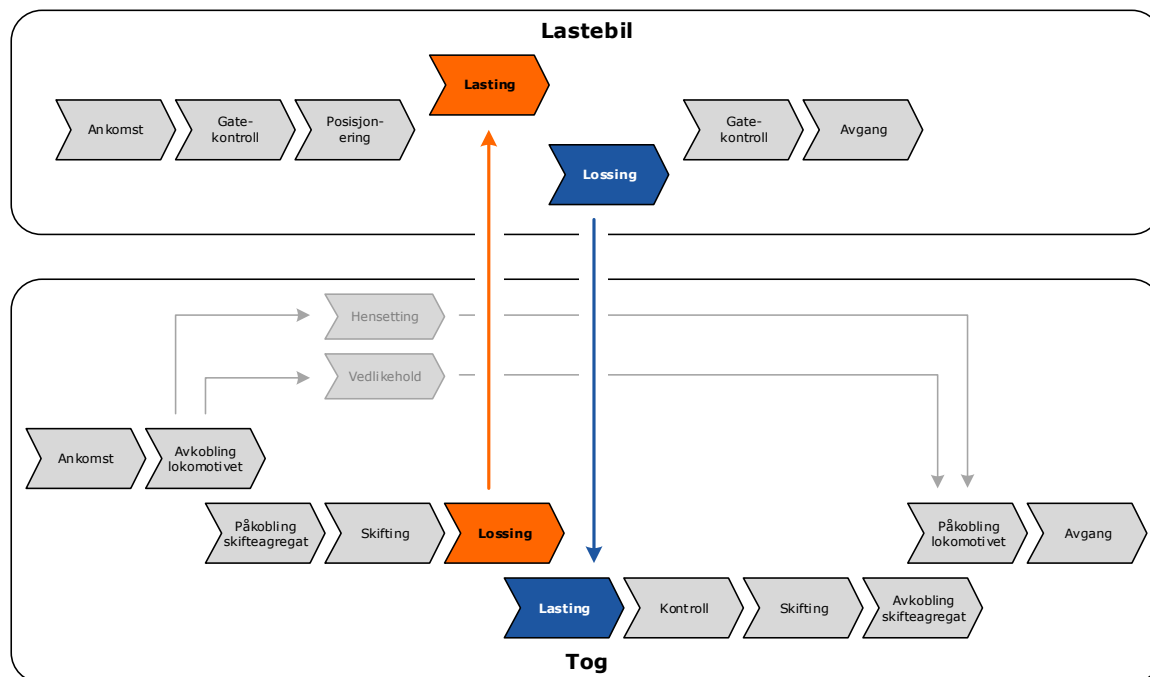 Lastebil
Lasting
Ankomst
Gate-
kontroll
Posisjon-
ering
Gate-
kontroll
Avgang
Lossing
Hensetting
Vedlikehold
Ankomst
Avkobling
lokomotivet
Påkobling
skifteagregat
Skifting
Lossing
Påkobling
lokomotivet
Avgang
Lasting
Kontroll
Skifting
Avkobling
skifteagregat
Tog